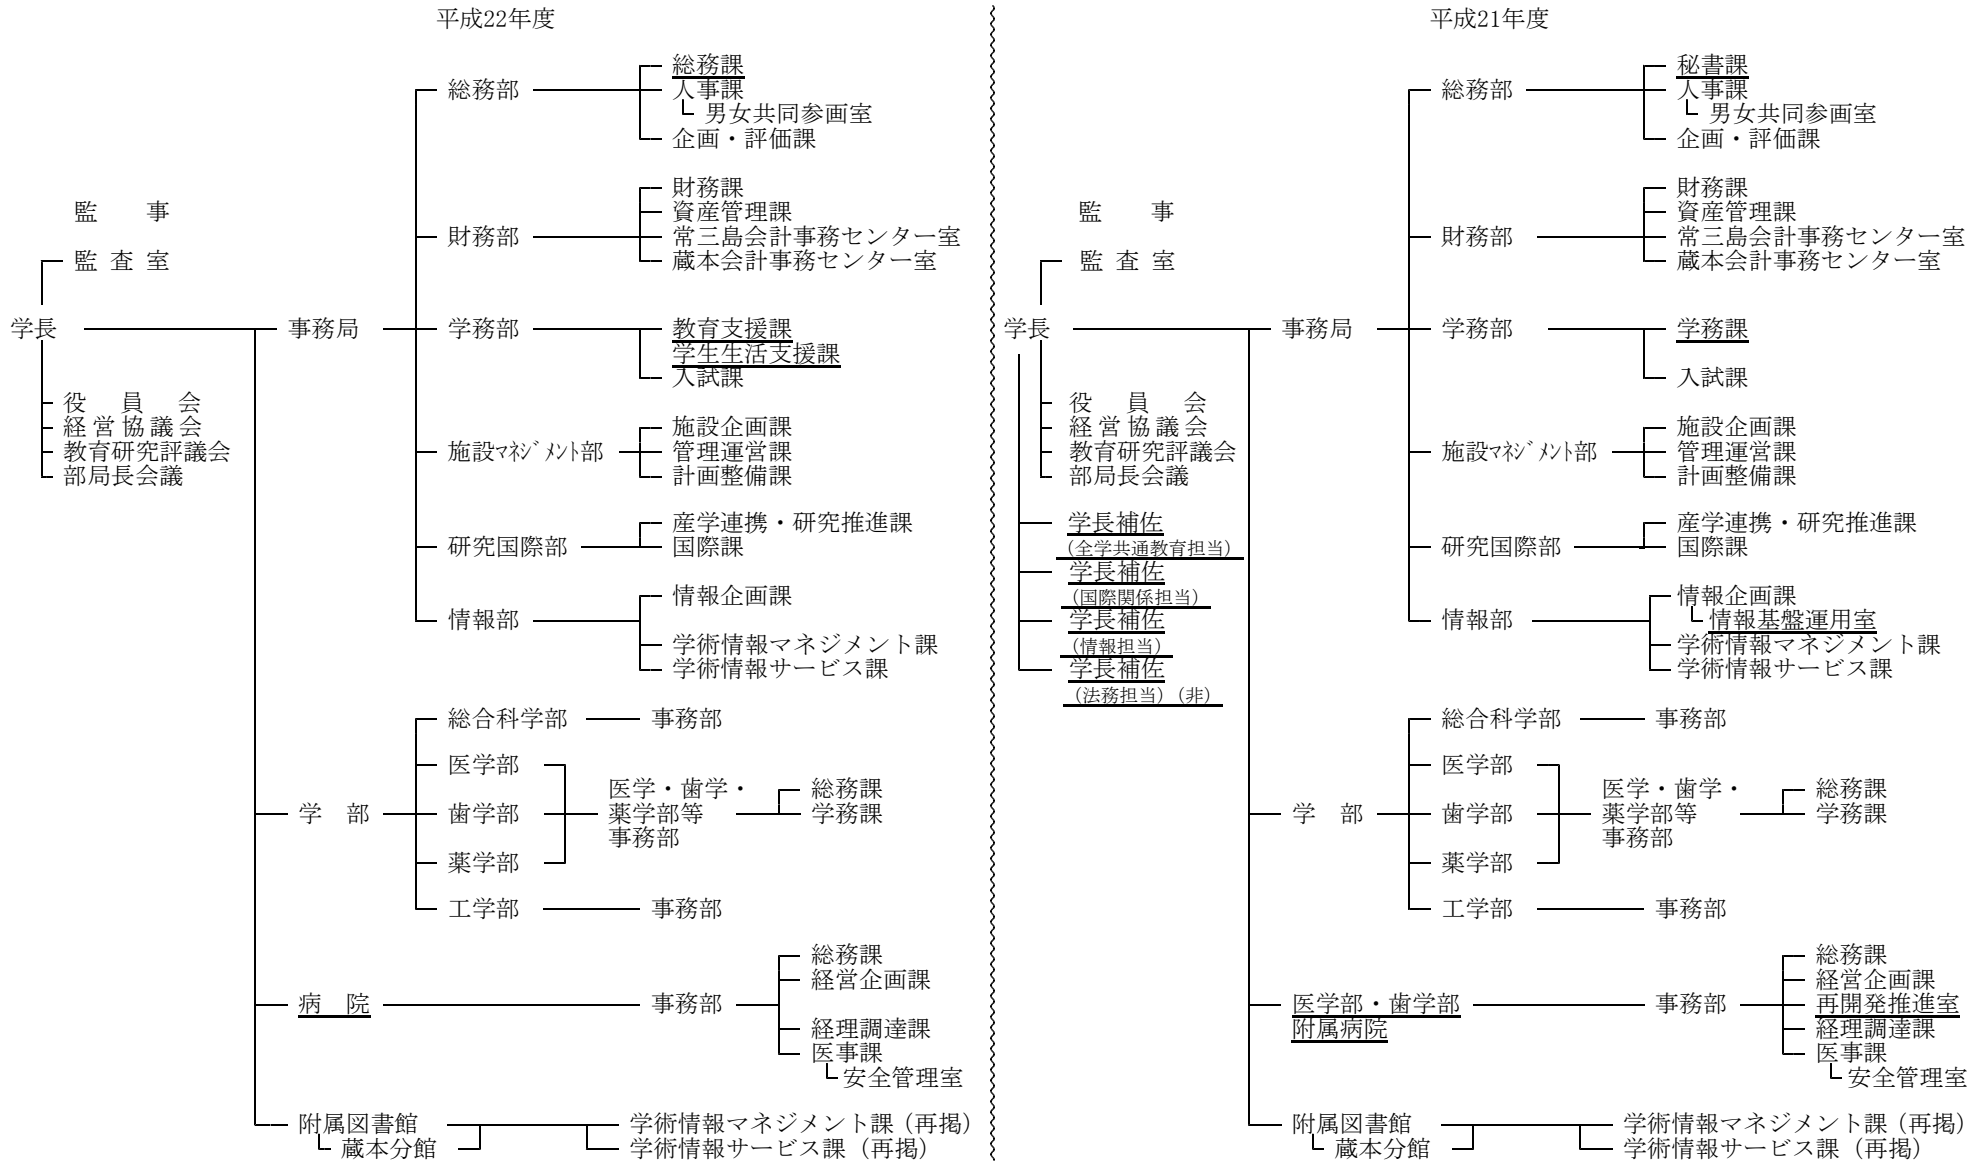 平成22年度
総務課
総務部
人事課
男女共同参画室
企画・評価課
財務課
監 事
資産管理課
財務部
常三島会計事務センター室
監 査 室
蔵本会計事務センター室
学長
事務局
学務部
教育支援課
学生生活支援課
入試課
役 員 会
経 営 協 議 会
教育研究評議会
部局長会議
施設企画課
施設マネジメント部
管理運営課
計画整備課
産学連携・研究推進課
研究国際部
国際課
情報企画課
情報部
学術情報マネジメント課
学術情報サービス課
総合科学部
事務部
医学部
学 部
歯学部
薬学部
医学・歯学・
薬学部等
事務部
総務課
学務課
工学部
事務部
総務課
経営企画課
病 院
事務部
経理調達課
医事課
安全管理室
附属図書館
学術情報マネジメント課（再掲）
蔵本分館
学術情報サービス課（再掲）
平成21年度
秘書課
総務部
人事課
男女共同参画室
企画・評価課
財務課
監 事
資産管理課
財務部
常三島会計事務センター室
監 査 室
蔵本会計事務センター室
学長
事務局
学務部
学務課
入試課
役 員 会
経 営 協 議 会
教育研究評議会
部局長会議
学長補佐
（全学共通教育担当）
学長補佐
（国際関係担当）
学長補佐
（情報担当）
学長補佐
（法務担当）（非）
施設企画課
施設マネジメント部
管理運営課
計画整備課
産学連携・研究推進課
研究国際部
国際課
情報企画課
情報部
情報基盤運用室
学術情報マネジメント課
学術情報サービス課
総合科学部
事務部
医学部
学 部
歯学部
薬学部
医学・歯学・
薬学部等
事務部
総務課
学務課
工学部
事務部
総務課
経営企画課
医学部・歯学部
附属病院
事務部
再開発推進室
経理調達課
医事課
安全管理室
附属図書館
学術情報マネジメント課（再掲）
蔵本分館
学術情報サービス課（再掲）